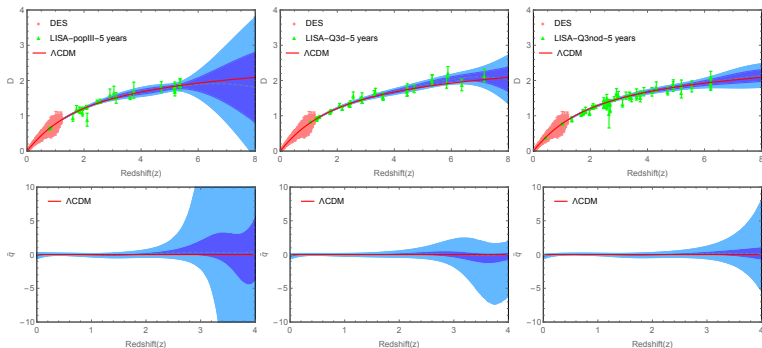 DES
LISA-popIII-5 years
ΛCDM
D
4
3
2
1
0
0 2 4 6 8
Redshift(z)
DES
LISA-Q3d-5 years
ΛCDM
D
4
3
2
1
0
0 2 4 6 8
Redshift(z)
DES
LISA-Q3nod-5 years
ΛCDM
D
4
3
2
1
0
0 2 4 6 8
Redshift(z)
ΛCDM
q̃
10
5
0
-5
-10
0 1 2 3 4
Redshift(z)
ΛCDM
q̃
10
5
0
-5
-10
0 1 2 3 4
Redshift(z)
ΛCDM
q̃
10
5
0
-5
-10
0 1 2 3 4
Redshift(z)